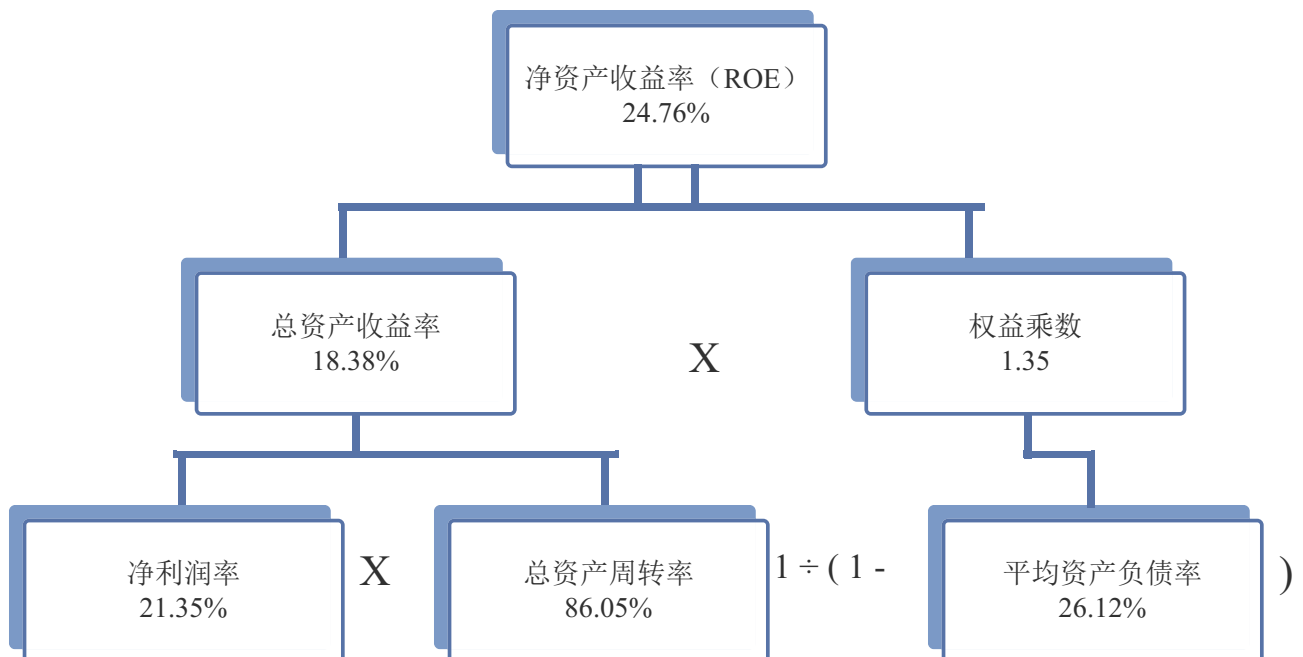 净资产收益率（ROE）
24.76%
总资产收益率
18.38%
X
权益乘数
1.35
净利润率
21.35%
X
总资产周转率
86.05%
1 ÷ ( 1 -
平均资产负债率
26.12%
)